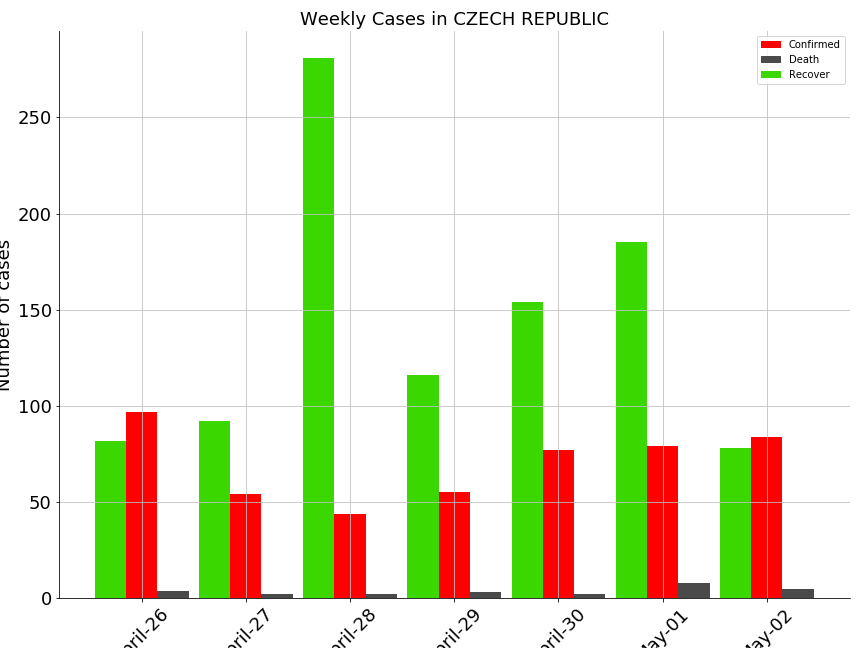 Weekly Cases in CZECH REPUBLIC
Confirmed
Death
Recover
Number of cases
250
200
150
100
50
0
pril-26
pril-27
pril-28
pril-29
pril-30
May-01
May-02